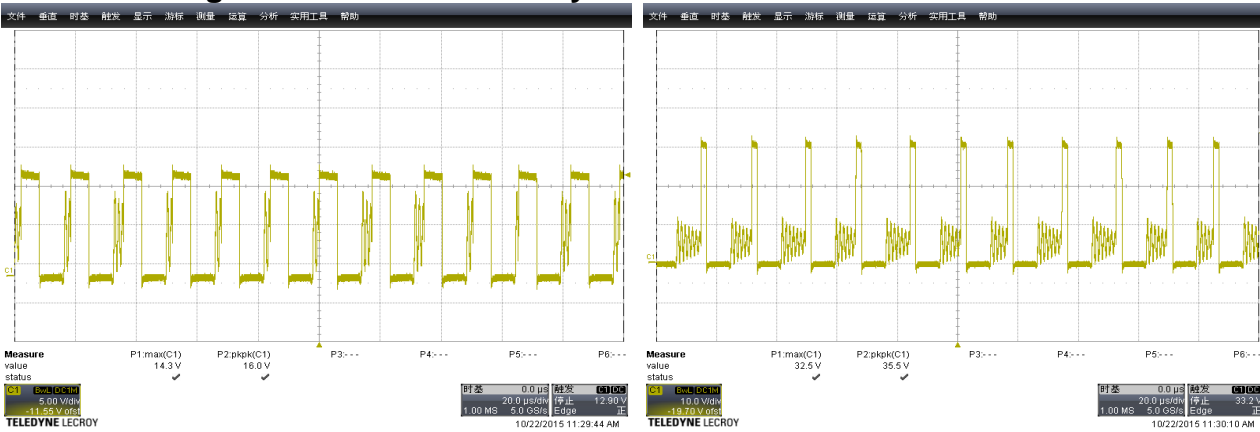 文件 垂直 时基 触发 显示 游标 测量 运算 分析 实用工具 帮助
C1
Measure P1:max(C1) P2:pkpk(C1) P3:- - - P4:- - - P5:- - - P6:- - -
value 14.3 V 16.0 V
status
C1 BwL DC1M
5.00 V/div
-11.55 V ofst
时基 0.0 µs
20.0 µs/div
1.00 MS 5.0 GS/s
触发 C1 DC
停止 12.90 V
Edge 正
TELEDYNE LECROY
10/22/2015 11:29:44 AM
文件 垂直 时基 触发 显示 游标 测量 运算 分析 实用工具 帮助
C1
Measure P1:max(C1) P2:pkpk(C1) P3:- - - P4:- - - P5:- - - P6:- -
value 32.5 V 35.5 V
status
C1 BwL DC1M
10.0 V/div
-19.70 V ofst
时基 0.0 µs
20.0 µs/div
1.00 MS 5.0 GS/s
触发 C1 DC
停止 33.2 V
Edge 正
TELEDYNE LECROY
10/22/2015 11:30:10 AM